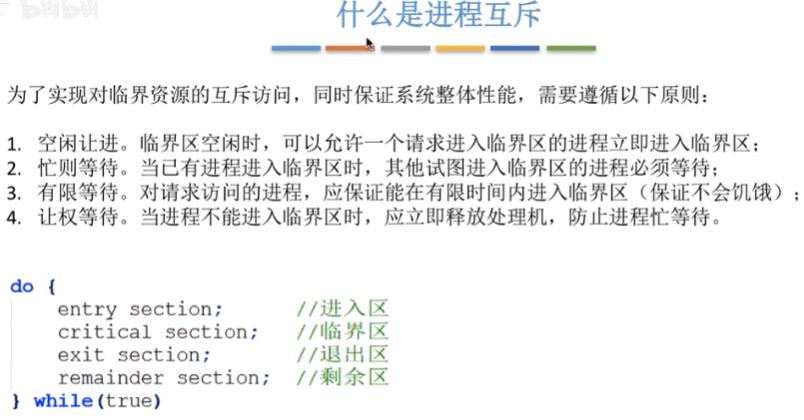 什么是进程互斥
为了实现对临界资源的互斥访问，同时保证系统整体性能，需要遵循以下原则：
1. 空闲让进。临界区空闲时，可以允许一个请求进入临界区的进程立即进入临界区；
2. 忙则等待。当已有进程进入临界区时，其他试图进入临界区的进程必须等待；
3. 有限等待。对请求访问的进程，应保证能在有限时间内进入临界区（保证不会饥饿）；
4. 让权等待。当进程不能进入临界区时，应立即释放处理机，防止进程忙等待。
do {
entry section; //进入区
critical section; //临界区
exit section; //退出区
remainder section; //剩余区
} while(true)